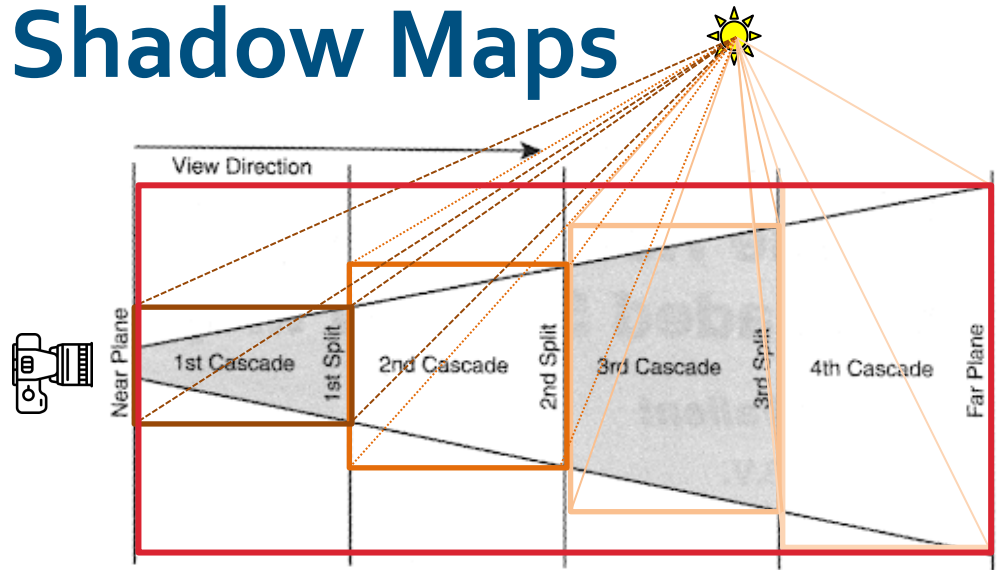 Shadow Maps
View Direction
Near Plane
1st Cascade
1st Split
2nd Cascade
2nd Split
3rd Cascade
3rd Split
4th Cascade
Far Plane